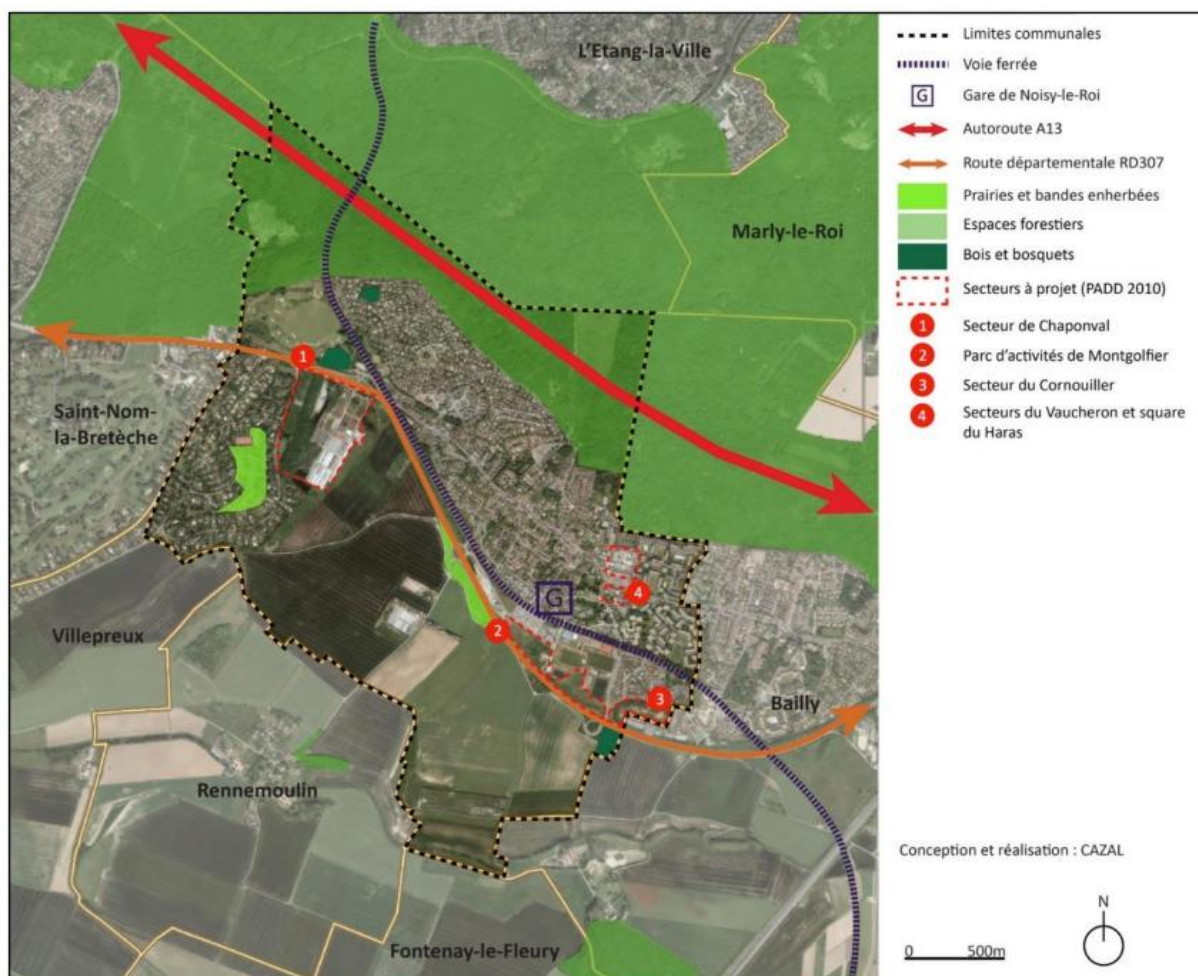 L'Etang-la-Ville
Marly-le-Roi
1
Saint-Nom-
la-Bretèche
4
G
2
Villepreux
3
Bailly
Rennemoulin
Fontenay-le-Fleury
Limites communales
Voie ferrée
G Gare de Noisy-le-Roi
Autoroute A13
Route départementale RD307
Prairies et bandes enherbées
Espaces forestiers
Bois et bosquets
Secteurs à projet (PADD 2010)
1 Secteur de Chaponval
2 Parc d'activités de Montgolfier
3 Secteur du Cornouiller
4 Secteurs du Vaucheron et square
du Haras
Conception et réalisation : CAZAL
N
0 500m